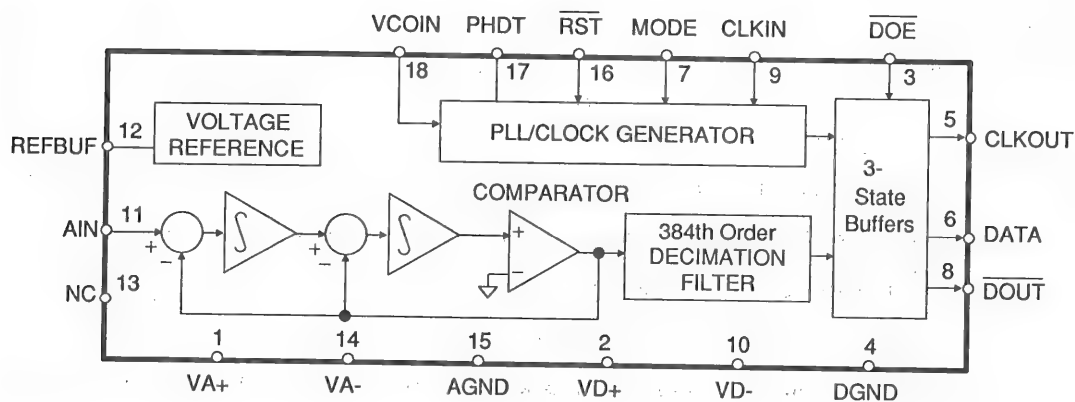 VCOIN PHDT RST MODE CLKIN DOE
18 17 16 7 9 3
REFBUF 12 VOLTAGE REFERENCE
PLL/CLOCK GENERATOR
5 CLKOUT
3-State Buffers
COMPARATOR
AIN 11 + − ∫ + − ∫ + −
384th Order DECIMATION FILTER
6 DATA
8 DOUT
NC 13
1 14 15 2 10 4
VA+ VA- AGND VD+ VD- DGND